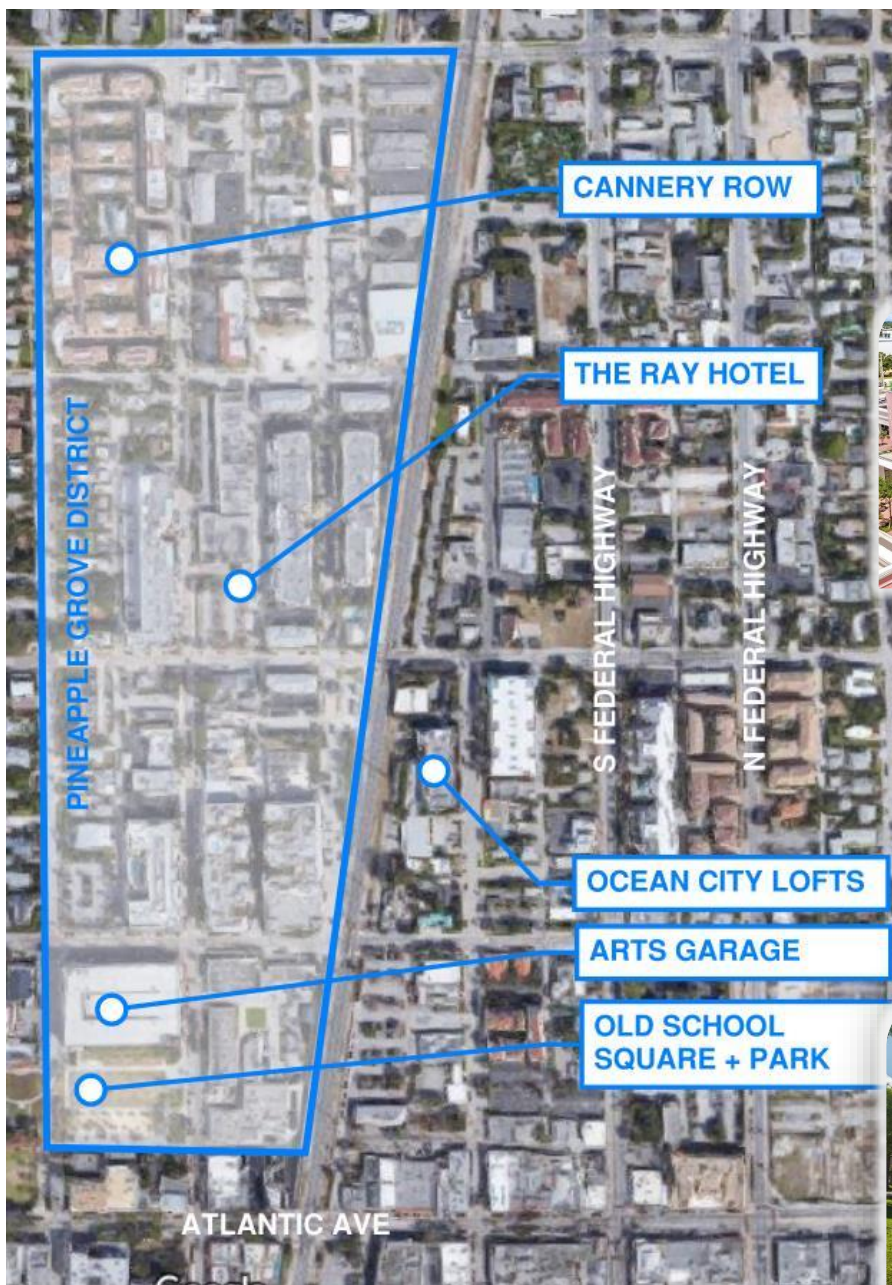 CANNERY ROW
THE RAY HOTEL
PINEAPPLE GROVE DISTRICT
S FEDERAL HIGHWAY
N FEDERAL HIGHWAY
OCEAN CITY LOFTS
ARTS GARAGE
OLD SCHOOL
SQUARE + PARK
ATLANTIC AVE